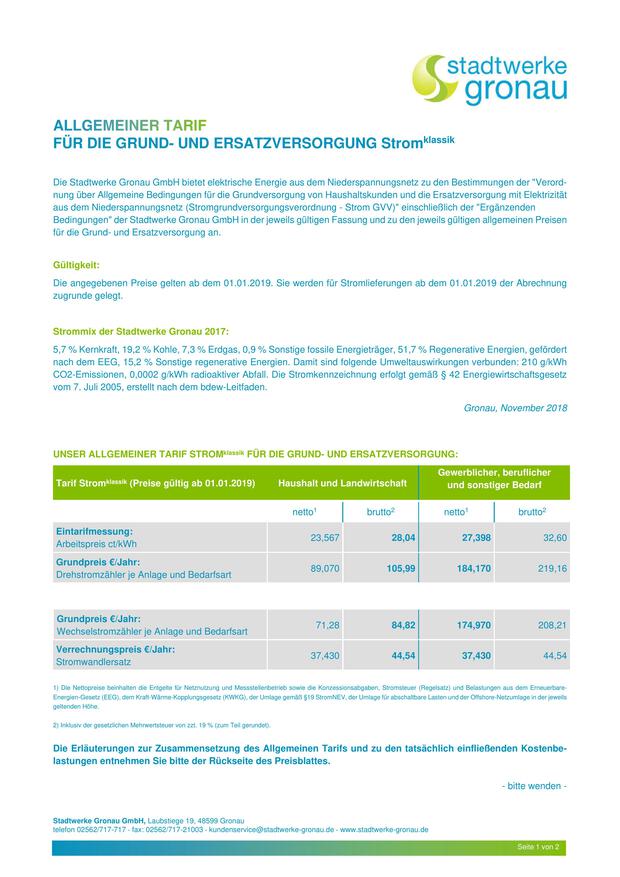 stadtwerke
gronau
ALLGEMEINER TARIF
FÜR DIE GRUND- UND ERSATZVERSORGUNG Stromklassik
Die Stadtwerke Gronau GmbH bietet elektrische Energie aus dem Niederspannungsnetz zu den Bestimmungen der "Verord-
nung über Allgemeine Bedingungen für die Grundversorgung von Haushaltskunden und die Ersatzversorgung mit Elektrizität
aus dem Niederspannungsnetz (Stromgrundversorgungsverordnung - Strom GVV)" einschließlich der "Ergänzenden
Bedingungen" der Stadtwerke Gronau GmbH in der jeweils gültigen Fassung und zu den jeweils gültigen allgemeinen Preisen
für die Grund- und Ersatzversorgung an.
Gültigkeit:
Die angegebenen Preise gelten ab dem 01.01.2019. Sie werden für Stromlieferungen ab dem 01.01.2019 der Abrechnung
zugrunde gelegt.
Strommix der Stadtwerke Gronau 2017:
5,7 % Kernkraft, 19,2 % Kohle, 7,3 % Erdgas, 0,9 % Sonstige fossile Energieträger, 51,7 % Regenerative Energien, gefördert
nach dem EEG, 15,2 % Sonstige regenerative Energien. Damit sind folgende Umweltauswirkungen verbunden: 210 g/kWh
CO2-Emissionen, 0,0002 g/kWh radioaktiver Abfall. Die Stromkennzeichnung erfolgt gemäß § 42 Energiewirtschaftsgesetz
vom 7. Juli 2005, erstellt nach dem bdew-Leitfaden.
Gronau, November 2018
UNSER ALLGEMEINER TARIF STROMklassik FÜR DIE GRUND- UND ERSATZVERSORGUNG:
Tarif Stromklassik (Preise gültig ab 01.01.2019) Haushalt und Landwirtschaft Gewerblicher, beruflicher
und sonstiger Bedarf
netto1 brutto2 netto1 brutto2
Eintarifmessung:
Arbeitspreis ct/kWh 23,567 28,04 27,398 32,60
Grundpreis €/Jahr:
Drehstromzähler je Anlage und Bedarfsart 89,070 105,99 184,170 219,16
Grundpreis €/Jahr:
Wechselstromzähler je Anlage und Bedarfsart 71,28 84,82 174,970 208,21
Verrechnungspreis €/Jahr:
Stromwandlersatz 37,430 44,54 37,430 44,54
1) Die Nettopreise beinhalten die Entgelte für Netznutzung und Messstellenbetrieb sowie die Konzessionsabgaben, Stromsteuer (Regelsatz) und Belastungen aus dem Erneuerbare-
Energien-Gesetz (EEG), dem Kraft-Wärme-Kopplungsgesetz (KWKG), der Umlage gemäß §19 StromNEV, der Umlage für abschaltbare Lasten und der Offshore-Netzumlage in der jeweils
geltenden Höhe.
2) Inklusiv der gesetzlichen Mehrwertsteuer von zzt. 19 % (zum Teil gerundet).
Die Erläuterungen zur Zusammensetzung des Allgemeinen Tarifs und zu den tatsächlich einfließenden Kostenbe-
lastungen entnehmen Sie bitte der Rückseite des Preisblattes.
- bitte wenden -
Stadtwerke Gronau GmbH, Laubstiege 19, 48599 Gronau
telefon 02562/717-717 - fax: 02562/717-21003 - kundenservice@stadtwerke-gronau.de - www.stadtwerke-gronau.de
Seite 1 von 2